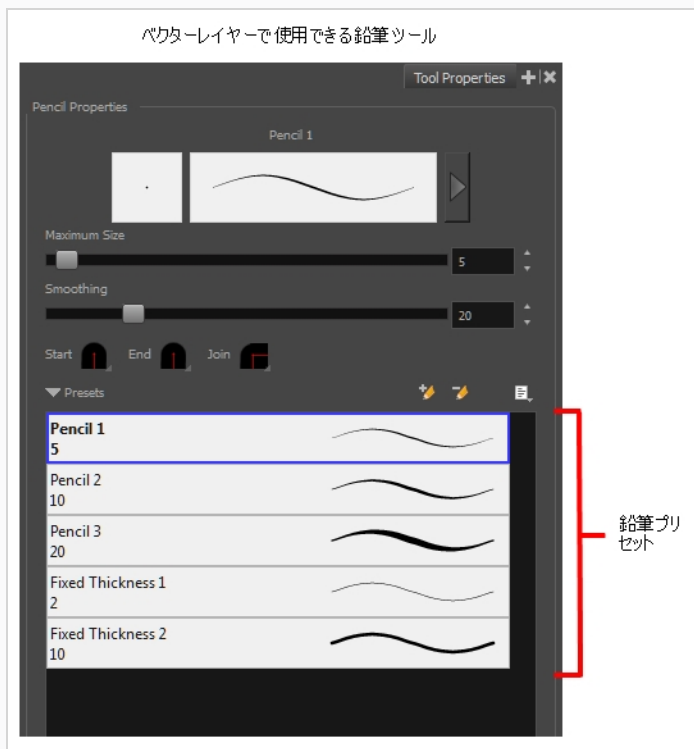 ベクターレイヤーで使用できる鉛筆ツール
Tool Properties
Pencil Properties
Pencil 1
Maximum Size
5
Smoothing
20
Start End Join
Presets
Pencil 1
5
Pencil 2
10
Pencil 3
20
Fixed Thickness 1
2
Fixed Thickness 2
10
鉛筆プリ
セット